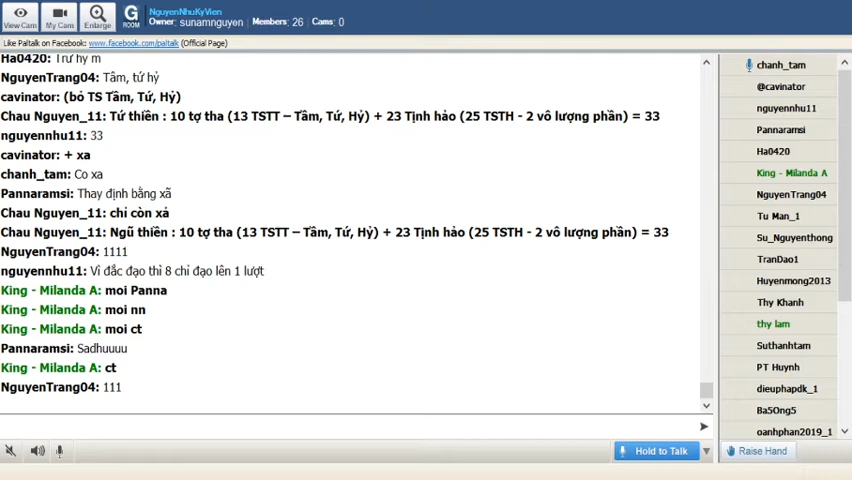 View Cam
My Cam
Enlarge
G
ROOM
NguyenNhuKyVien
Owner: sunamnguyen Members: 26 Cams: 0
Like Paltalk on Facebook: www.facebook.com/paltalk (Official Page)
Ha0420: Trừ hỷ m
NguyenTrang04: Tầm, tứ hỷ
cavinator: (bỏ TS Tầm, Tứ, Hỷ)
Chau Nguyen_11: Tứ thiền : 10 tợ tha (13 TSTT – Tầm, Tứ, Hỷ) + 23 Tịnh hảo (25 TSTH - 2 vô lượng phần) = 33
nguyennhu11: 33
cavinator: + xa
chanh_tam: Co xa
Pannaramsi: Thay định bằng xã
Chau Nguyen_11: chỉ còn xả
Chau Nguyen_11: Ngũ thiền : 10 tợ tha (13 TSTT – Tầm, Tứ, Hỷ) + 23 Tịnh hảo (25 TSTH - 2 vô lượng phần) = 33
NguyenTrang04: 1111
nguyennhu11: Vì đắc đạo thì 8 chi đạo lên 1 lượt
King - Milanda A: moi Panna
King - Milanda A: moi nn
King - Milanda A: moi ct
Pannaramsi: Sadhuuuu
King - Milanda A: ct
NguyenTrang04: 111
Hold to Talk
chanh_tam
@cavinator
nguyennhu11
Pannaramsi
Ha0420
King - Milanda A
NguyenTrang04
Tu Man_1
Su_Nguyenthong
TranDao1
Huyenmong2013
Thy Khanh
thy lam
Suthanhtam
PT Huynh
dieuphapdk_1
Ba5Ong5
oanhphan2019_1
Raise Hand